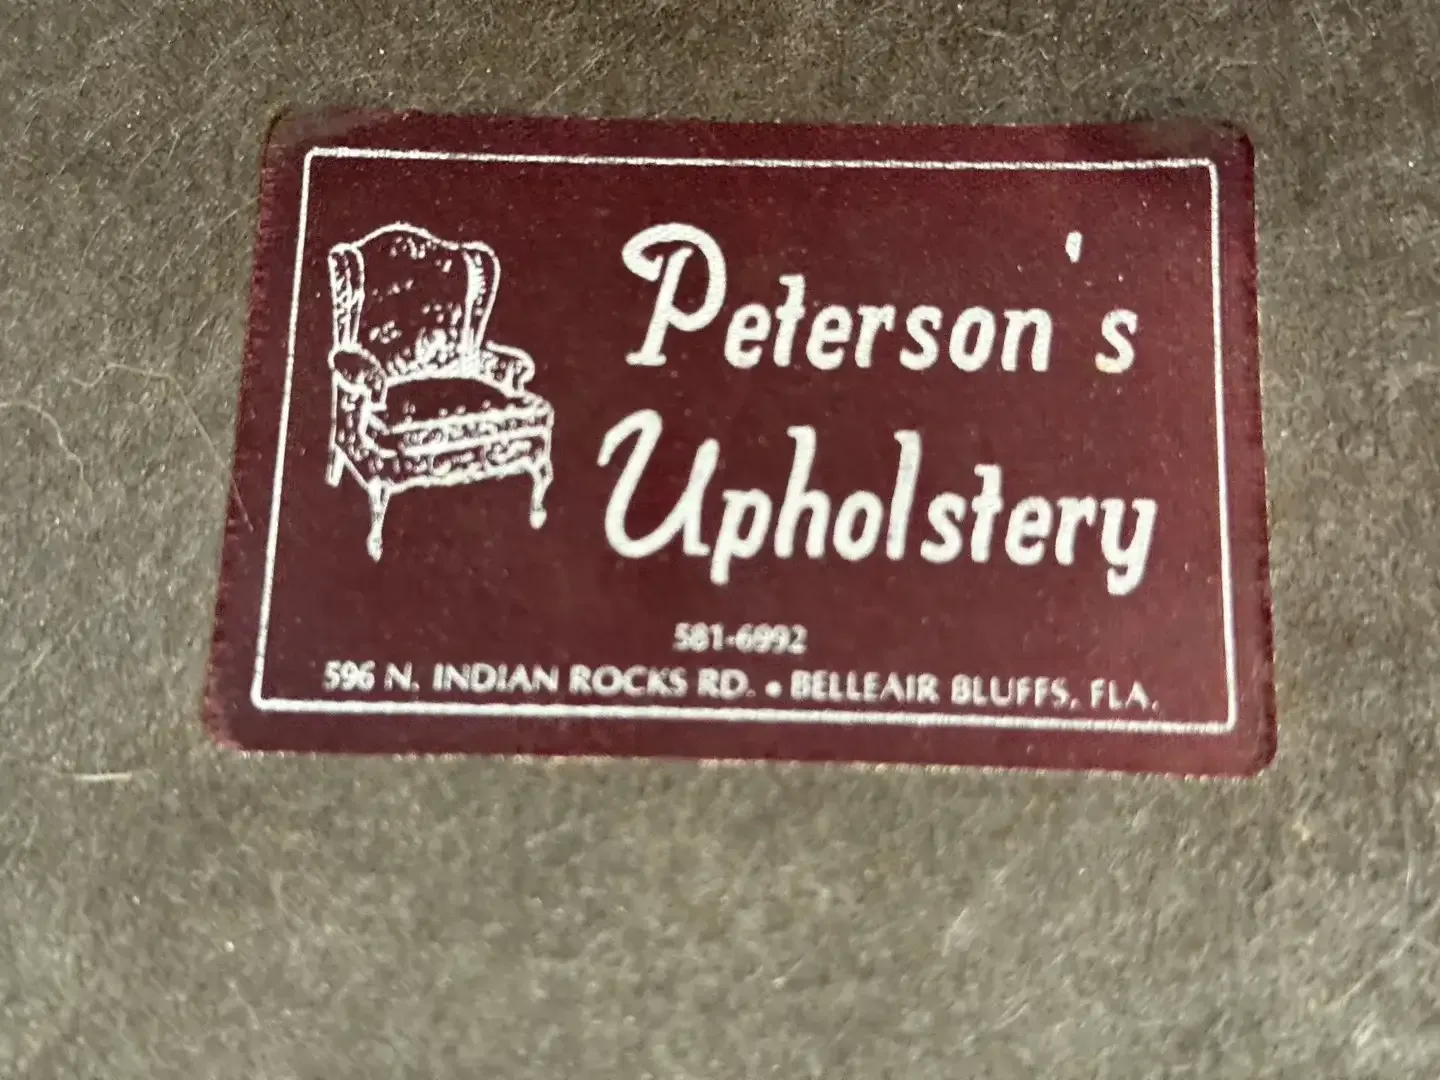 Peterson's
Upholstery
581-6992
596 N. INDIAN ROCKS RD. • BELLEAIR BLUFFS, FLA.